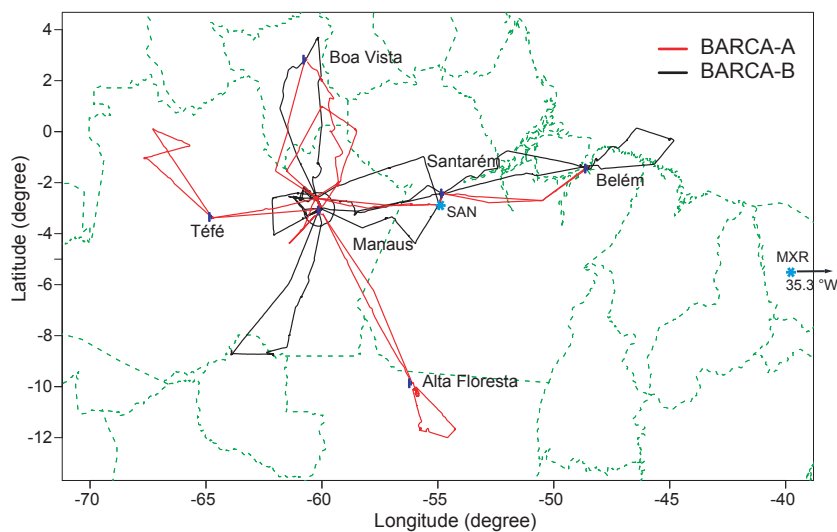 4
2
0
-2
-4
-6
-8
-10
-12
Latitude (degree)
BARCA-A
BARCA-B
Boa Vista
Santarém
Belém
Téfé
SAN
Manaus
MXR
35.3 °W
Alta Floresta
-70
-65
-60
-55
-50
-45
-40
Longitude (degree)